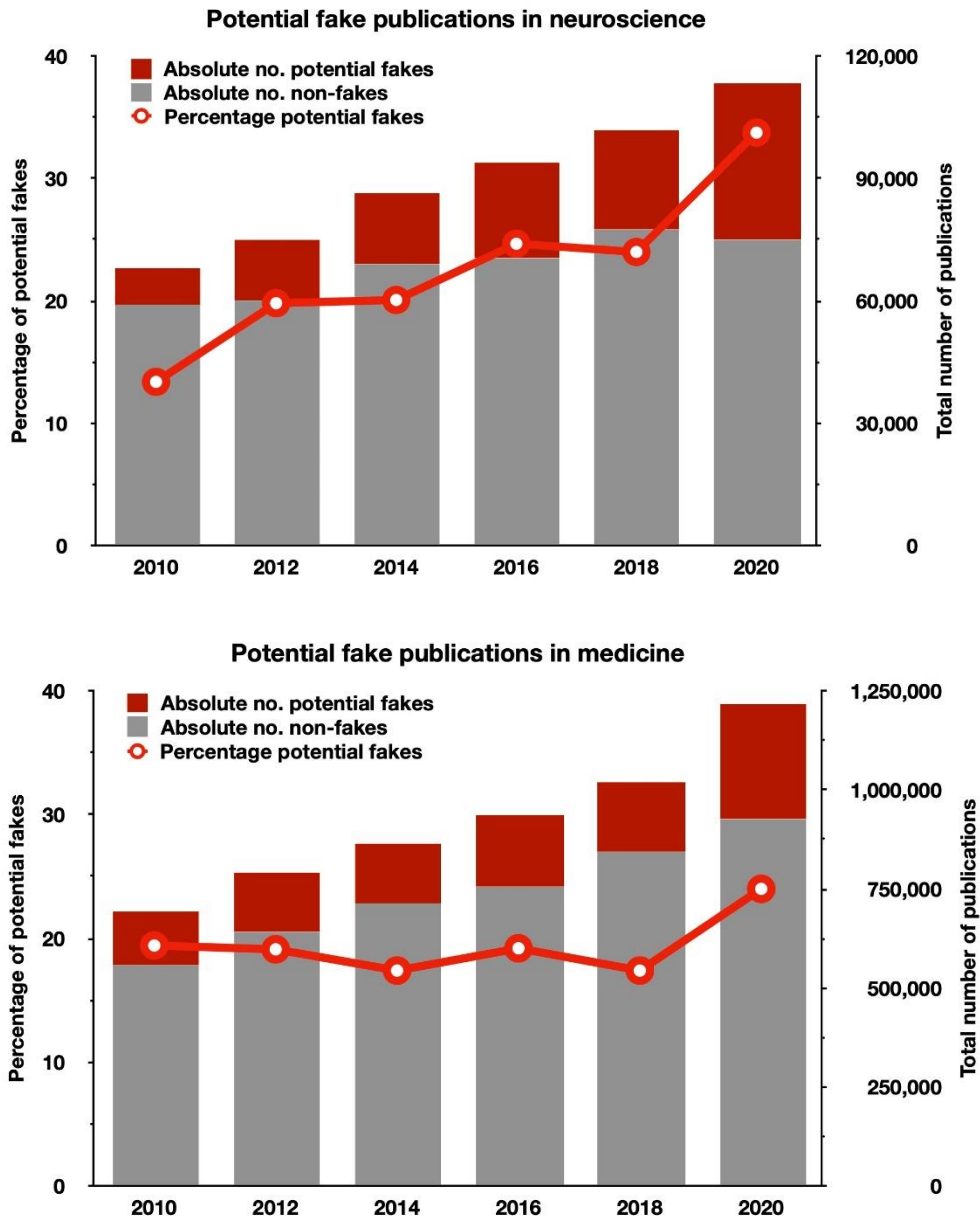 Potential fake publications in neuroscience
40
120,000
Absolute no. potential fakes
Absolute no. non-fakes
Percentage potential fakes
30
90,000
20
60,000
10
30,000
0
0
Percentage of potential fakes
Total number of publications
2010 2012 2014 2016 2018 2020
Potential fake publications in medicine
40
1,250,000
Absolute no. potential fakes
Absolute no. non-fakes
Percentage potential fakes
1,000,000
30
750,000
20
500,000
10
250,000
0
0
Percentage of potential fakes
Total number of publications
2010 2012 2014 2016 2018 2020